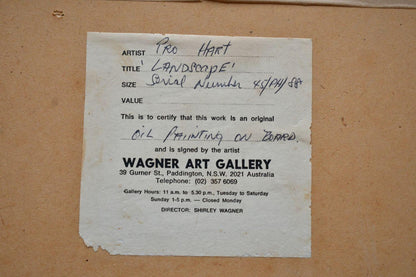 ARTIST PRO HART
TITLE 'LANDSCAPE'
SIZE Serial Number 45/PH/88
VALUE
This is to certify that this work is an original
OIL PAINTING ON BOARD.
and is signed by the artist
WAGNER ART GALLERY
39 Gurner St., Paddington, N.S.W. 2021 Australia
Telephone: (02) 357 6069
Gallery Hours: 11 a.m. to 5.30 p.m., Tuesday to Saturday
Sunday 1-5 p.m. — Closed Monday
DIRECTOR: SHIRLEY WAGNER